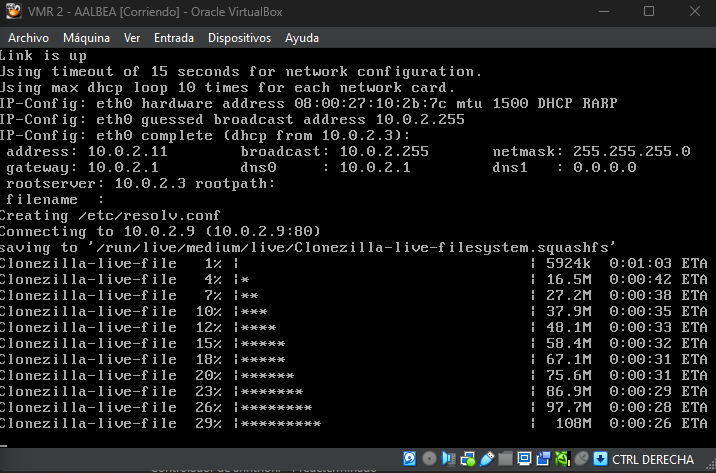 VMR 2 - AALBEA [Corriendo] - Oracle VirtualBox
Archivo Máquina Ver Entrada Dispositivos Ayuda
Link is up
Using timeout of 15 seconds for network configuration.
Using max dhcp loop 10 times for each network card.
IP-Config: eth0 hardware address 08:00:27:10:2b:7c mtu 1500 DHCP RARP
IP-Config: eth0 guessed broadcast address 10.0.2.255
IP-Config: eth0 complete (dhcp from 10.0.2.3):
address: 10.0.2.11 broadcast: 10.0.2.255 netmask: 255.255.255.0
gateway: 10.0.2.1 dns0 : 10.0.2.1 dns1 : 0.0.0.0
rootserver: 10.0.2.3 rootpath:
filename :
Creating /etc/resolv.conf
Connecting to 10.0.2.9 (10.0.2.9:80)
saving to '/run/live/medium/live/Clonezilla-live-filesystem.squashfs'
Clonezilla-live-file 1% | | 5924k 0:01:03 ETA
Clonezilla-live-file 4% |* | 16.5M 0:00:42 ETA
Clonezilla-live-file 7% |** | 27.2M 0:00:38 ETA
Clonezilla-live-file 10% |*** | 37.9M 0:00:35 ETA
Clonezilla-live-file 12% |**** | 48.1M 0:00:33 ETA
Clonezilla-live-file 15% |***** | 58.4M 0:00:32 ETA
Clonezilla-live-file 18% |***** | 67.1M 0:00:31 ETA
Clonezilla-live-file 20% |****** | 75.6M 0:00:31 ETA
Clonezilla-live-file 23% |******* | 86.9M 0:00:29 ETA
Clonezilla-live-file 26% |******** | 97.7M 0:00:28 ETA
Clonezilla-live-file 29% |********* | 108M 0:00:26 ETA
CTRL DERECHA